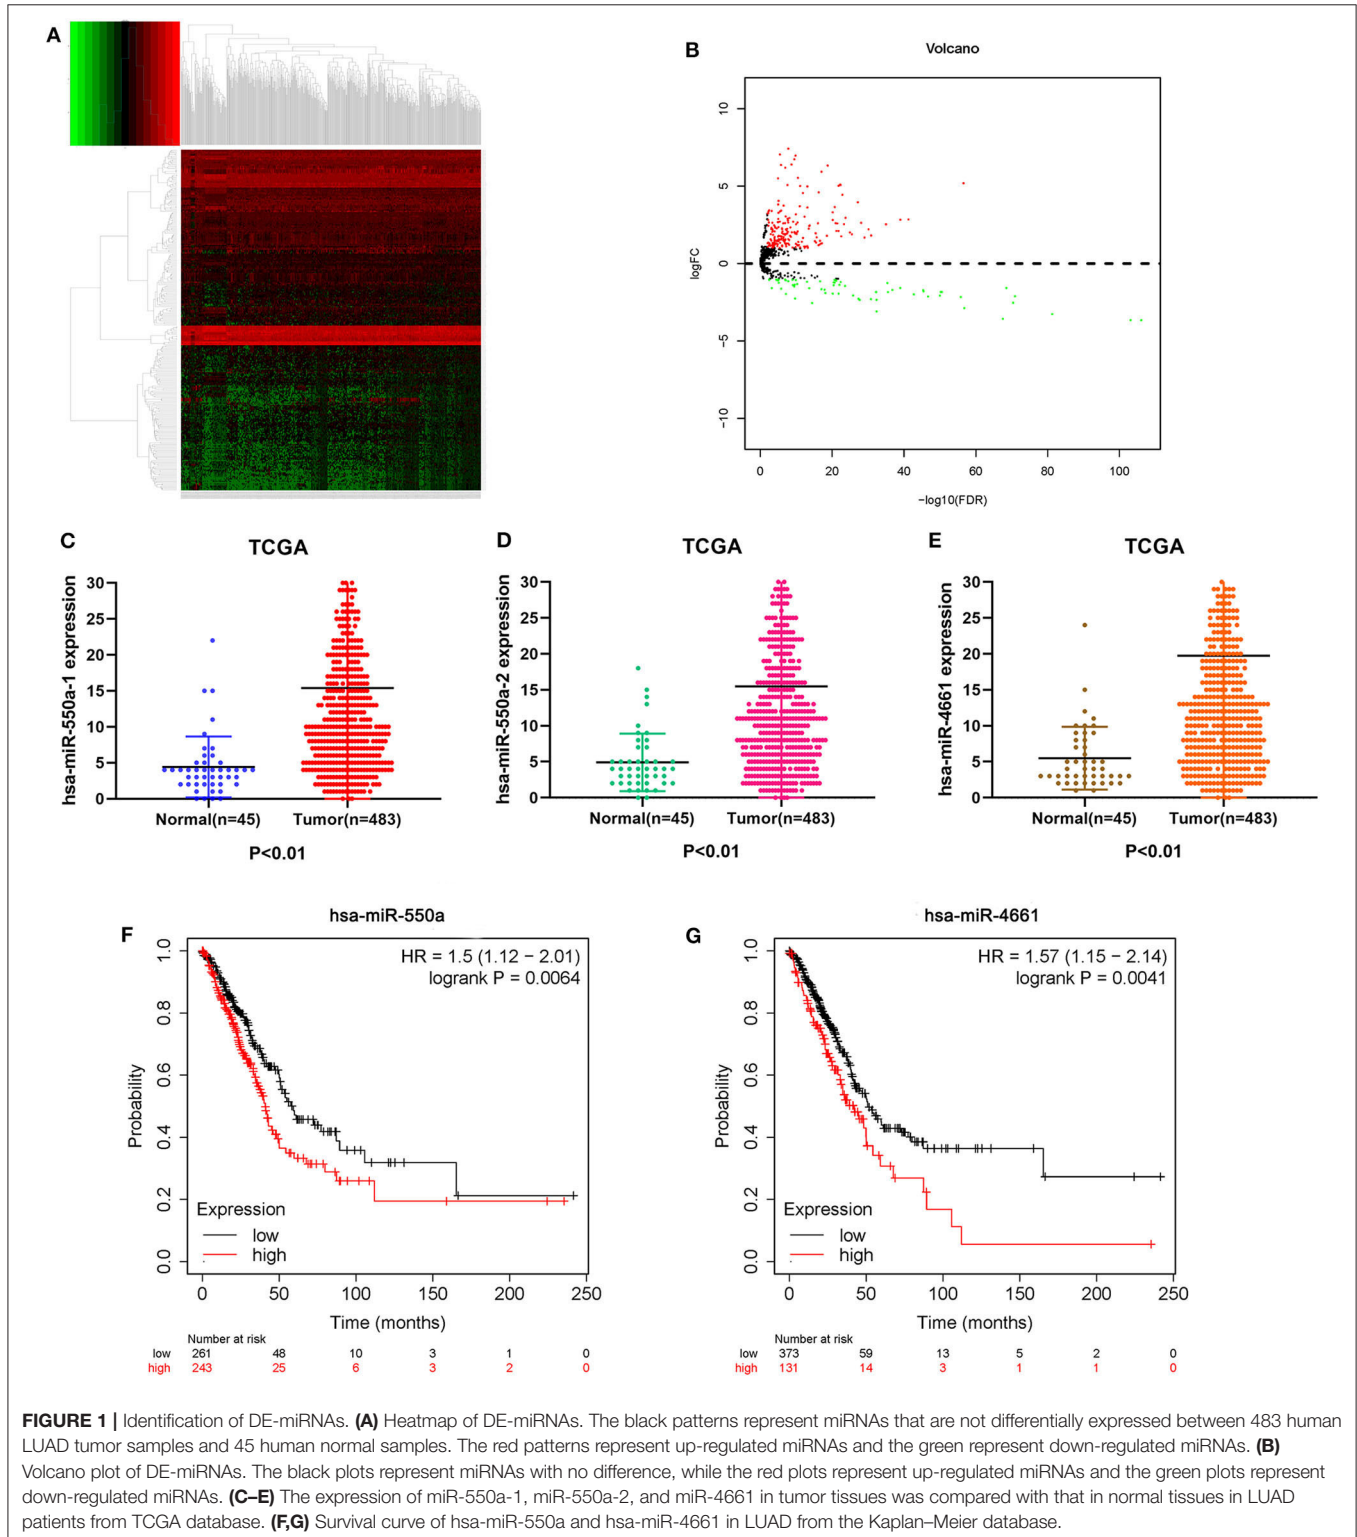 A
B
Volcano
10
5
0
−5
−10
logFC
0 20 40 60 80 100
−log10(FDR)
C
TCGA
hsa-miR-550a-1 expression
30
25
20
15
10
5
0
Normal(n=45) Tumor(n=483)
P<0.01
D
TCGA
hsa-miR-550a-2 expression
30
25
20
15
10
5
0
Normal(n=45) Tumor(n=483)
P<0.01
E
TCGA
hsa-miR-4661 expression
30
25
20
15
10
5
0
Normal(n=45) Tumor(n=483)
P<0.01
F
hsa-miR-550a
HR = 1.5 (1.12 − 2.01)
logrank P = 0.0064
Probability
1.0
0.8
0.6
0.4
0.2
0.0
Expression
low
high
0 50 100 150 200 250
Time (months)
Number at risk
low 261 48 10 3 1 0
high 243 25 6 3 2 0
G
hsa-miR-4661
HR = 1.57 (1.15 − 2.14)
logrank P = 0.0041
Probability
1.0
0.8
0.6
0.4
0.2
0.0
Expression
low
high
0 50 100 150 200 250
Time (months)
Number at risk
low 373 59 13 5 2 0
high 131 14 3 1 1 0
FIGURE 1 | Identification of DE-miRNAs. (A) Heatmap of DE-miRNAs. The black patterns represent miRNAs that are not differentially expressed between 483 human
LUAD tumor samples and 45 human normal samples. The red patterns represent up-regulated miRNAs and the green represent down-regulated miRNAs. (B)
Volcano plot of DE-miRNAs. The black plots represent miRNAs with no difference, while the red plots represent up-regulated miRNAs and the green plots represent
down-regulated miRNAs. (C–E) The expression of miR-550a-1, miR-550a-2, and miR-4661 in tumor tissues was compared with that in normal tissues in LUAD
patients from TCGA database. (F,G) Survival curve of hsa-miR-550a and hsa-miR-4661 in LUAD from the Kaplan–Meier database.